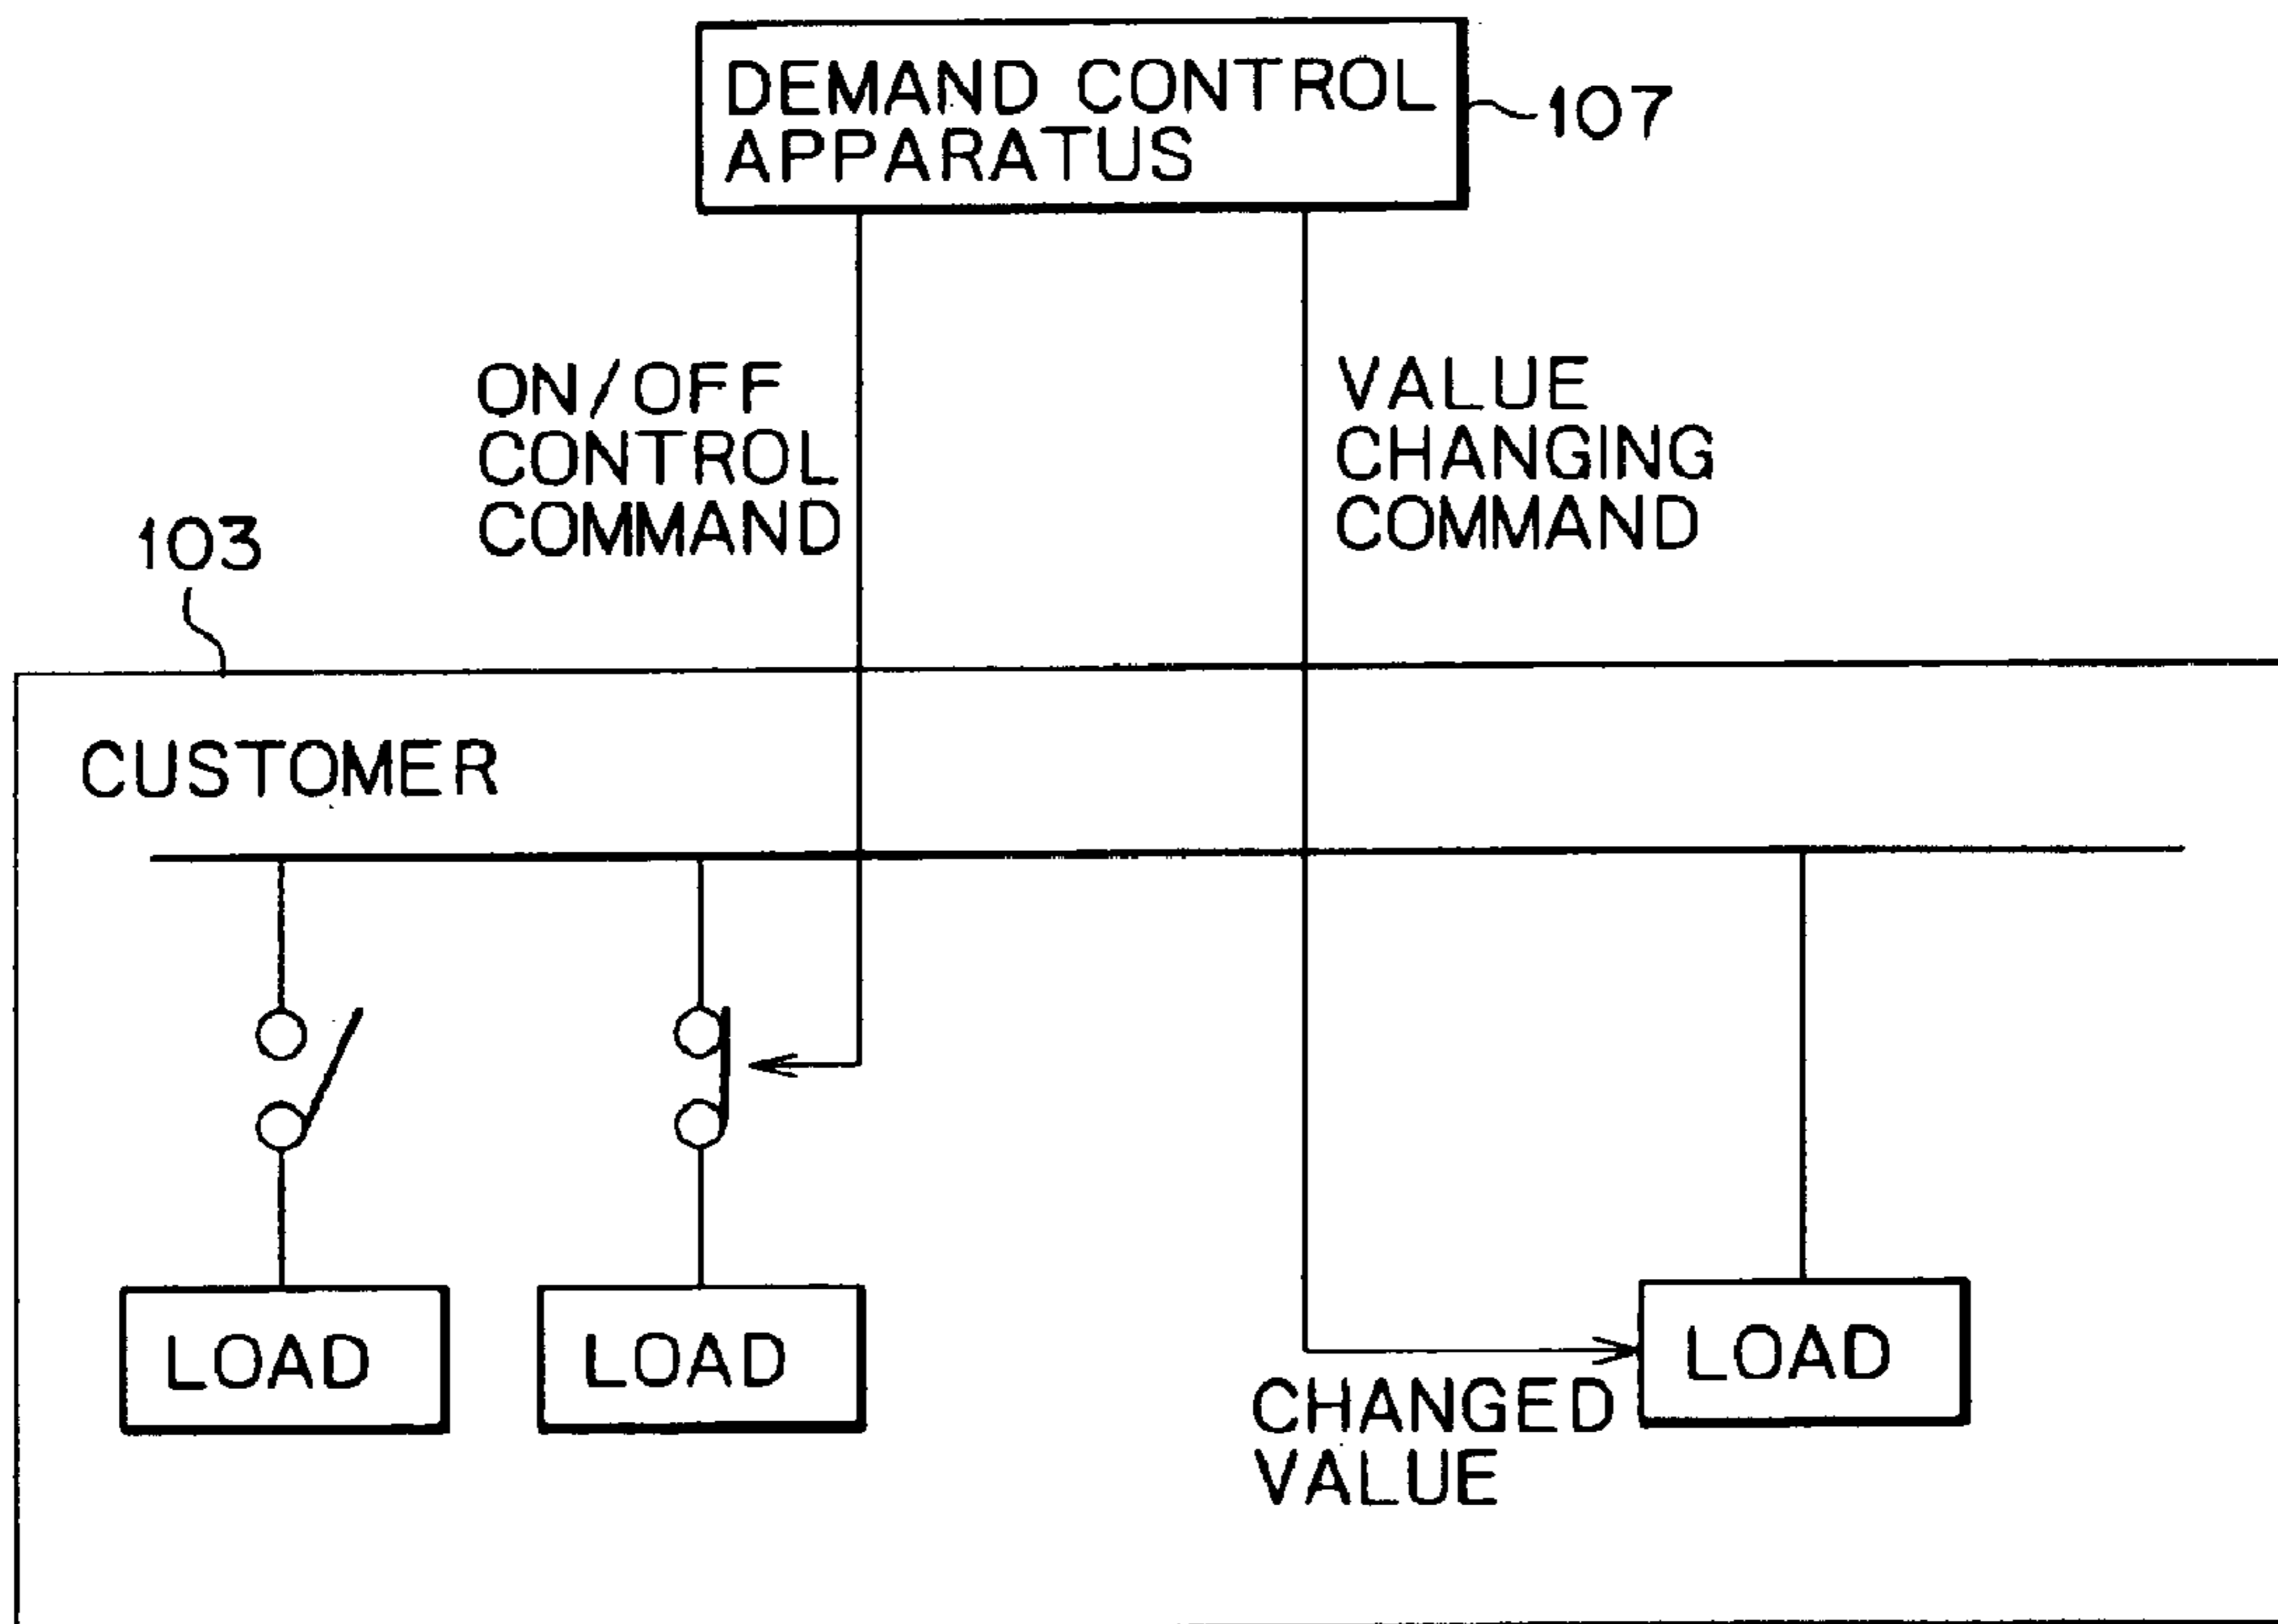 DEMAND CONTROL
APPARATUS
107
ON/OFF
CONTROL
COMMAND
VALUE
CHANGING
COMMAND
103
CUSTOMER
LOAD
LOAD
LOAD
CHANGED
VALUE